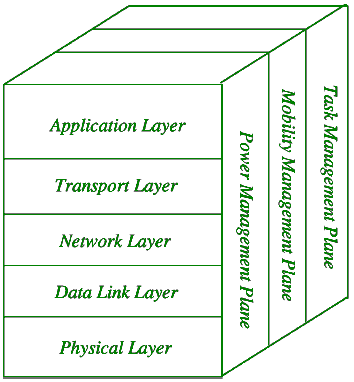 Application Layer
Transport Layer
Network Layer
Data Link Layer
Physical Layer
Power Management Plane
Mobility Management Plane
Task Management Plane